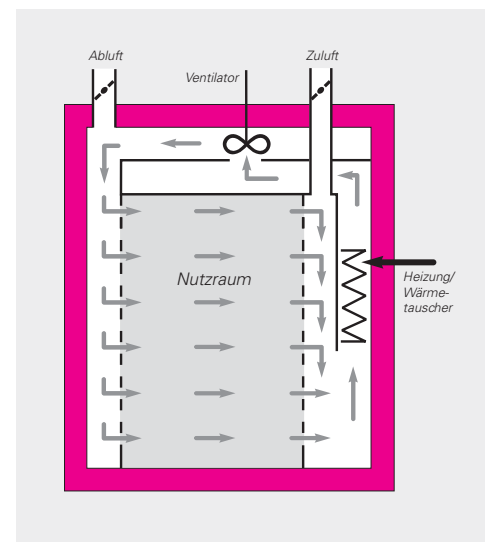 Abluft
Ventilator
Zuluft
Nutzraum
Heizung/
Wärme-
tauscher